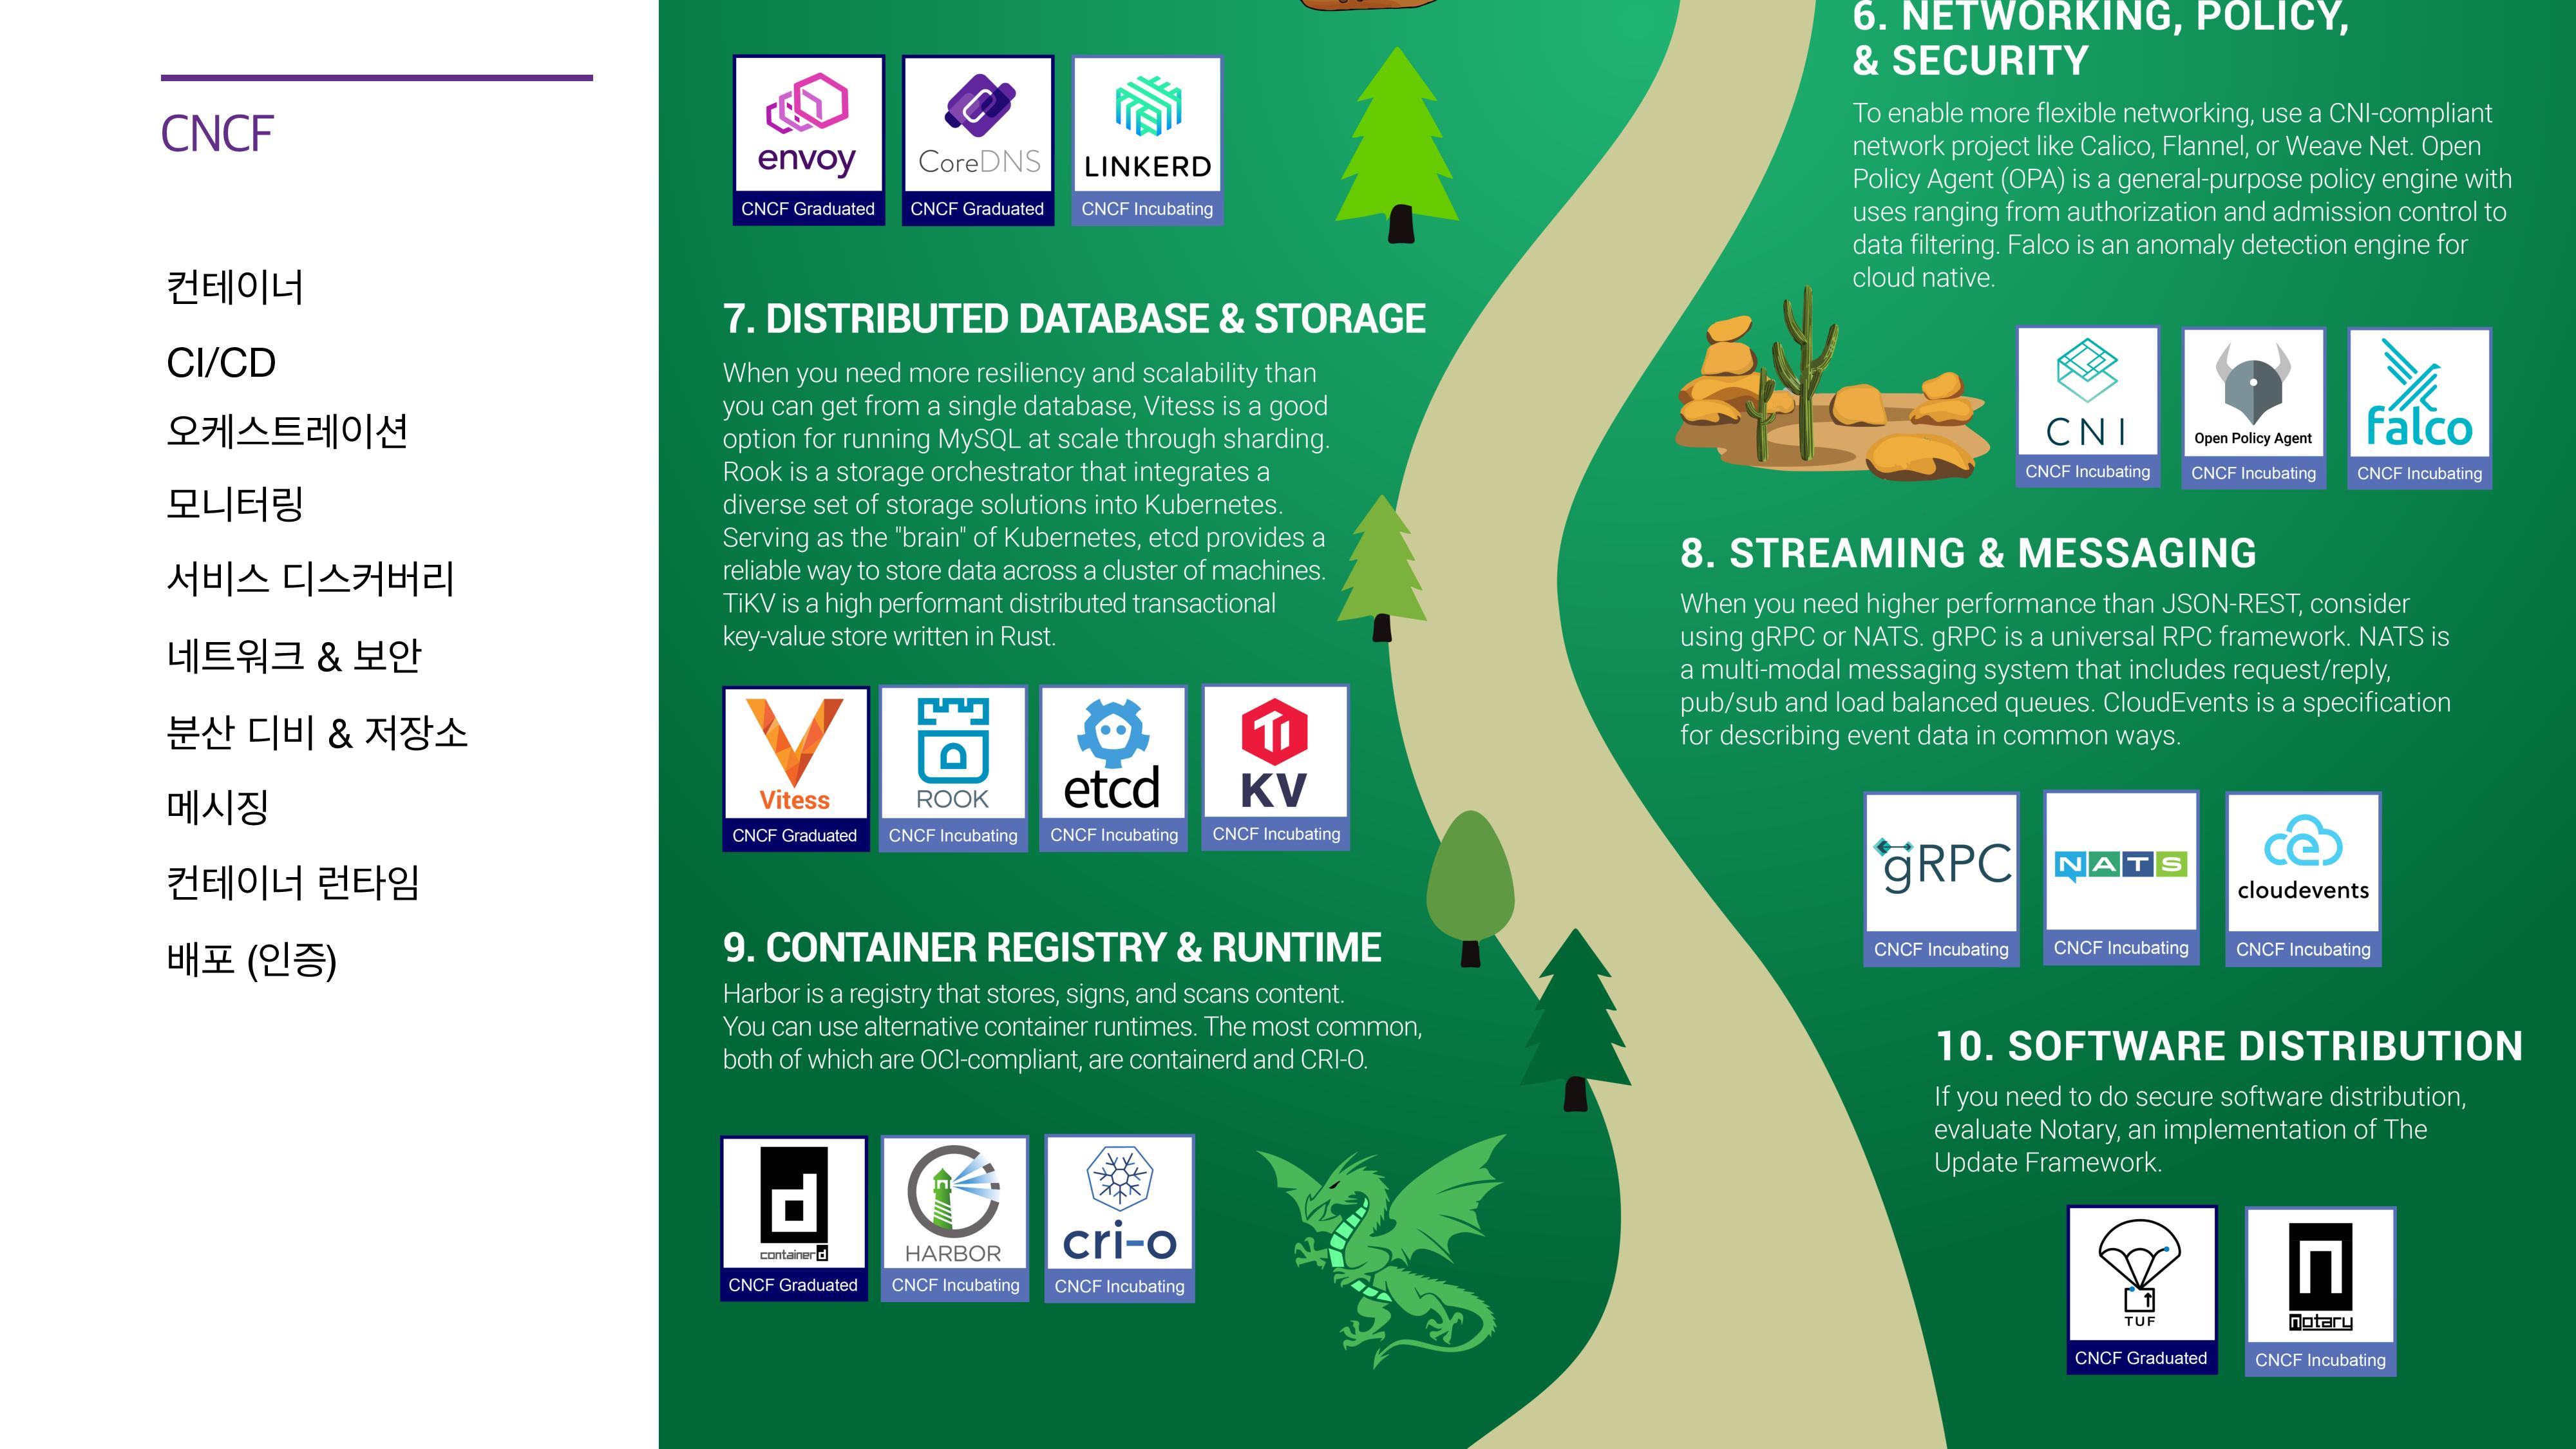 CNCF
컨테이너
CI/CD
오케스트레이션
모니터링
서비스 디스커버리
네트워크 & 보안
분산 디비 & 저장소
메시징
컨테이너 런타임
배포 (인증)
envoy
CNCF Graduated
CoreDNS
CNCF Graduated
LINKERD
CNCF Incubating
6. NETWORKING, POLICY,
& SECURITY
To enable more flexible networking, use a CNI-compliant
network project like Calico, Flannel, or Weave Net. Open
Policy Agent (OPA) is a general-purpose policy engine with
uses ranging from authorization and admission control to
data filtering. Falco is an anomaly detection engine for
cloud native.
CNI
CNCF Incubating
Open Policy Agent
CNCF Incubating
falco
CNCF Incubating
7. DISTRIBUTED DATABASE & STORAGE
When you need more resiliency and scalability than
you can get from a single database, Vitess is a good
option for running MySQL at scale through sharding.
Rook is a storage orchestrator that integrates a
diverse set of storage solutions into Kubernetes.
Serving as the "brain" of Kubernetes, etcd provides a
reliable way to store data across a cluster of machines.
TiKV is a high performant distributed transactional
key-value store written in Rust.
Vitess
CNCF Graduated
ROOK
CNCF Incubating
etcd
CNCF Incubating
Ti
KV
CNCF Incubating
8. STREAMING & MESSAGING
When you need higher performance than JSON-REST, consider
using gRPC or NATS. gRPC is a universal RPC framework. NATS is
a multi-modal messaging system that includes request/reply,
pub/sub and load balanced queues. CloudEvents is a specification
for describing event data in common ways.
gRPC
CNCF Incubating
NATS
CNCF Incubating
cloudevents
CNCF Incubating
9. CONTAINER REGISTRY & RUNTIME
Harbor is a registry that stores, signs, and scans content.
You can use alternative container runtimes. The most common,
both of which are OCI-compliant, are containerd and CRI-O.
d
containerd
CNCF Graduated
HARBOR
CNCF Incubating
cri-o
CNCF Incubating
10. SOFTWARE DISTRIBUTION
If you need to do secure software distribution,
evaluate Notary, an implementation of The
Update Framework.
TUF
CNCF Graduated
n
notary
CNCF Incubating